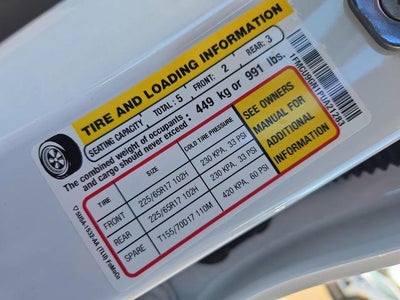 TIRE AND LOADING INFORMATION
SEATING CAPACITY TOTAL: 5 FRONT: 2 REAR: 3
The combined weight of occupants
and cargo should never exceed: 449 kg or 991 lbs.
TIRE SIZE COLD TIRE PRESSURE
FRONT 225/65R17 102H 230 KPA, 33 PSI
REAR 225/65R17 102H 230 KPA, 33 PSI
SPARE T155/70D17 110M 420 KPA, 60 PSI
SEE OWNERS
MANUAL FOR
ADDITIONAL
INFORMATION